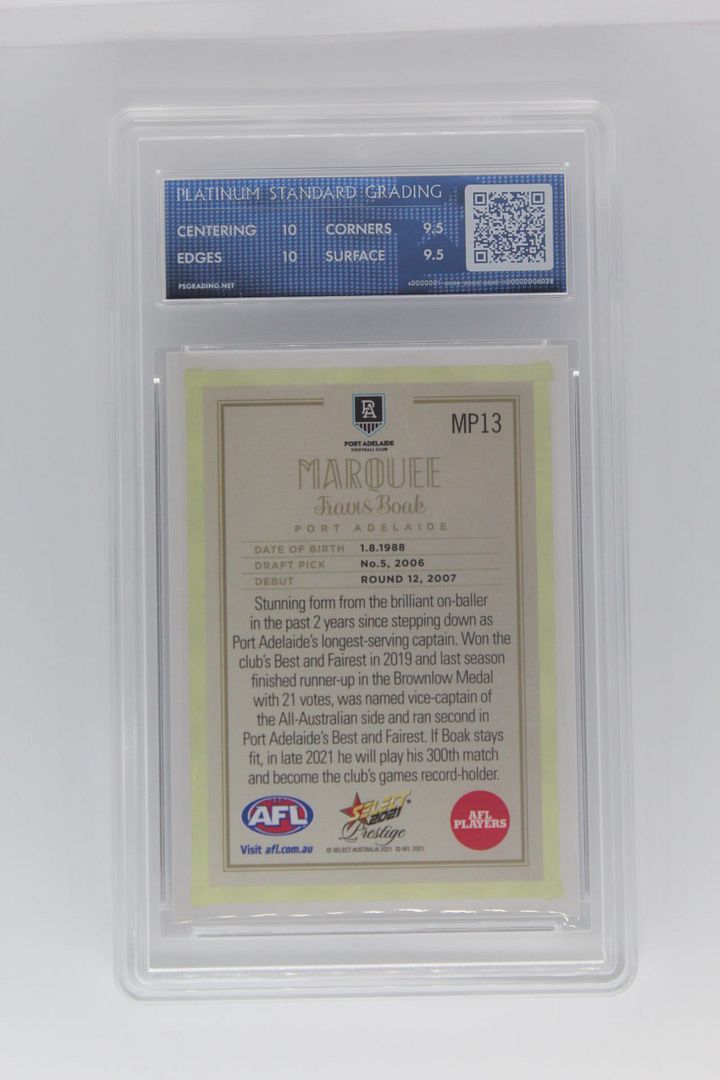 PLATINUM STANDARD GRADING
CENTERING 10 CORNERS 9.5
EDGES 10 SURFACE 9.5
PSGRADING.NET
PA
PORT ADELAIDE
FOOTBALL CLUB
MP13
MARQUEE
Travis Boak
PORT ADELAIDE
DATE OF BIRTH 1.8.1988
DRAFT PICK No.5, 2006
DEBUT ROUND 12, 2007
Stunning form from the brilliant on-baller
in the past 2 years since stepping down as
Port Adelaide's longest-serving captain. Won the
club's Best and Fairest in 2019 and last season
finished runner-up in the Brownlow Medal
with 21 votes, was named vice-captain of
the All-Australian side and ran second in
Port Adelaide's Best and Fairest. If Boak stays
fit, in late 2021 he will play his 300th match
and become the club's games record-holder.
AFL
Visit afl.com.au
SELECT
2021
Prestige
© SELECT AUSTRALIA 2021 © AFL 2021
AFL
PLAYERS